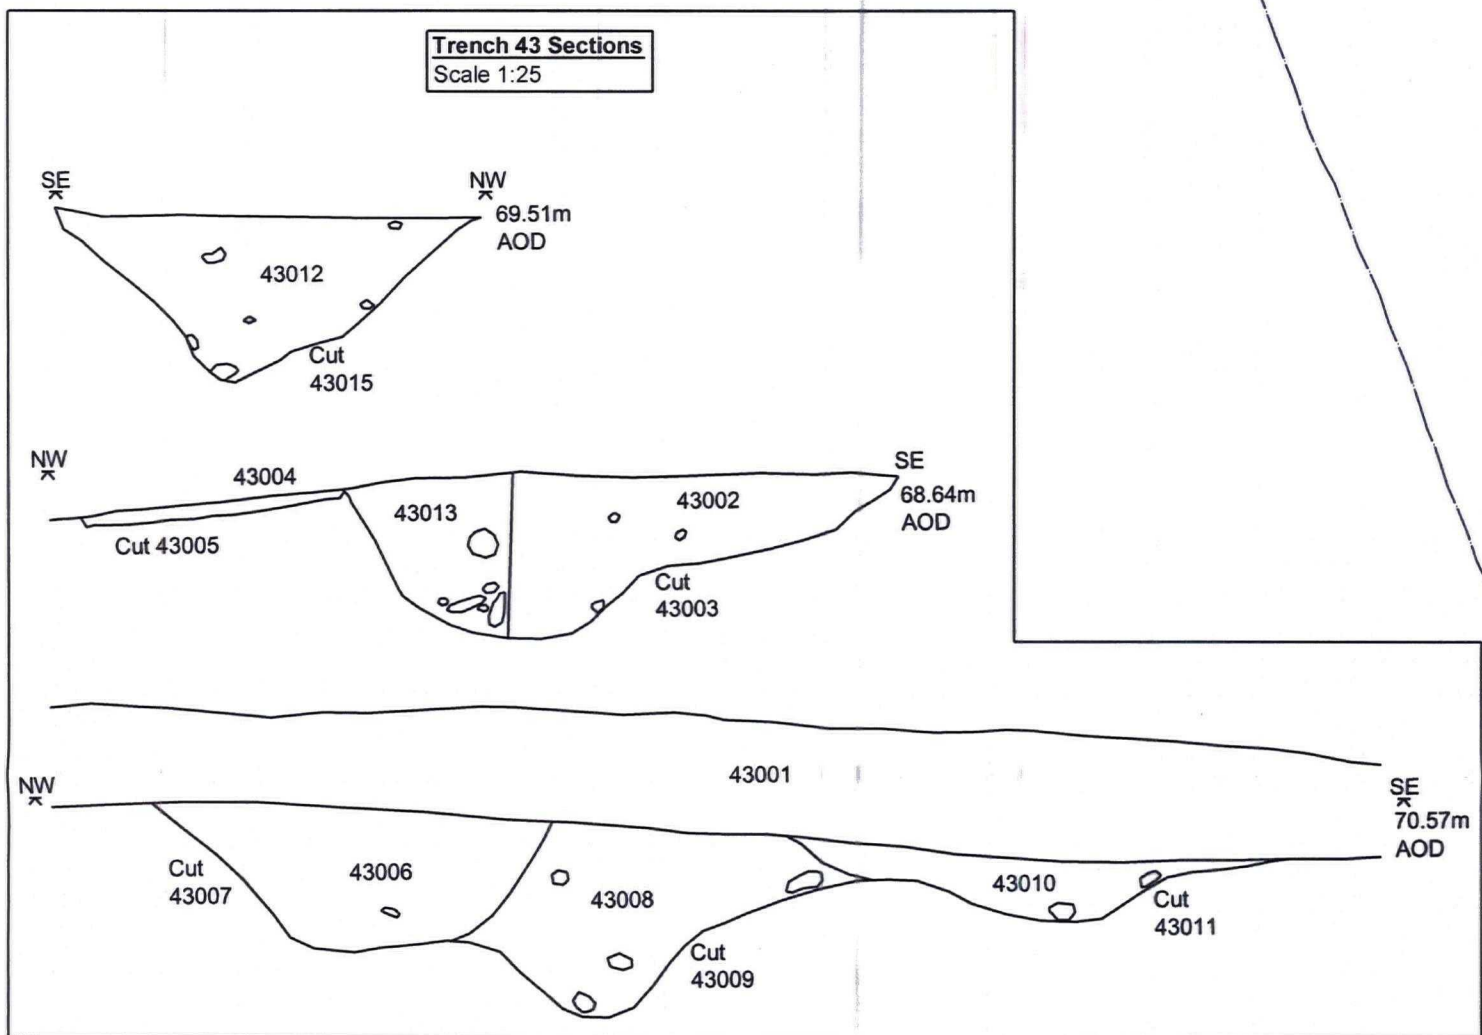 Trench 43 Sections
Scale 1:25
SE
NW
69.51m
AOD
43012
Cut
43015
NW
43004
SE
43013
43002
68.64m
AOD
Cut 43005
Cut
43003
43001
NW
SE
70.57m
AOD
Cut
43007
43006
43008
43010
Cut
43011
Cut
43009